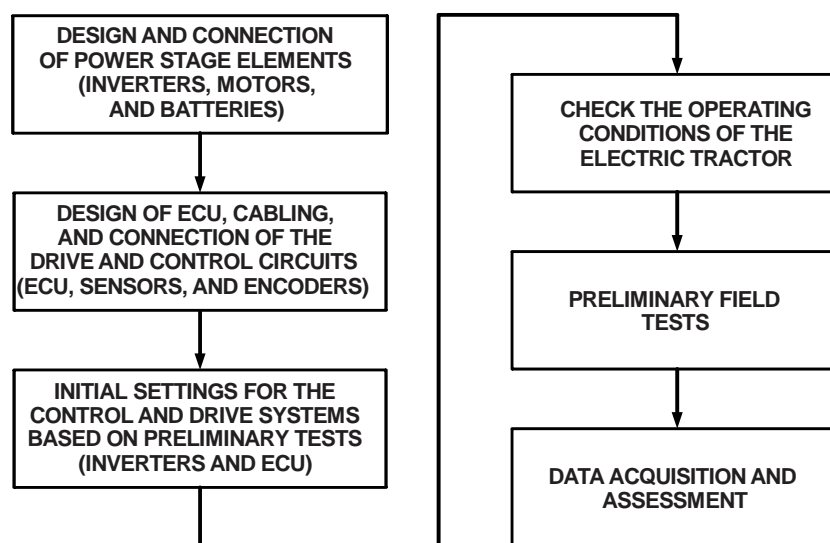 DESIGN AND CONNECTION
OF POWER STAGE ELEMENTS
(INVERTERS, MOTORS,
AND BATTERIES)
DESIGN OF ECU, CABLING,
AND CONNECTION OF THE
DRIVE AND CONTROL CIRCUITS
(ECU, SENSORS, AND ENCODERS)
INITIAL SETTINGS FOR THE
CONTROL AND DRIVE SYSTEMS
BASED ON PRELIMINARY TESTS
(INVERTERS AND ECU)
CHECK THE OPERATING
CONDITIONS OF THE
ELECTRIC TRACTOR
PRELIMINARY FIELD
TESTS
DATA ACQUISITION AND
ASSESSMENT